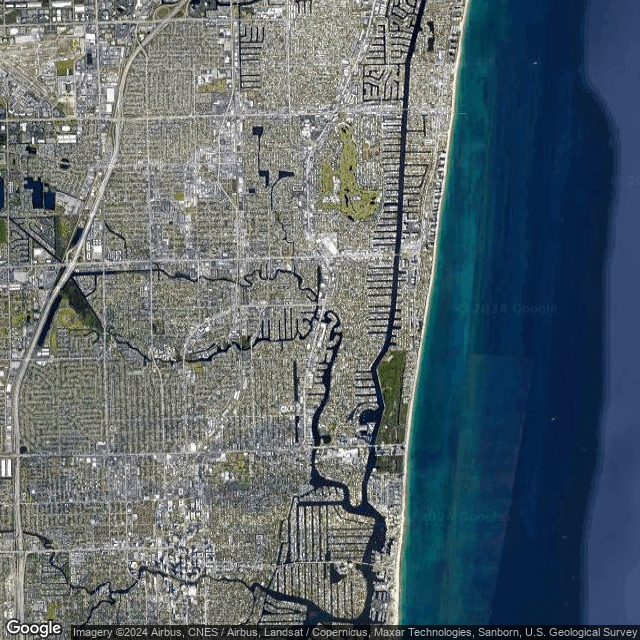 © 2024 Google
© 2024 Google
Google
Imagery ©2024 Airbus, CNES / Airbus, Landsat / Copernicus, Maxar Technologies, Sanborn, U.S. Geological Survey